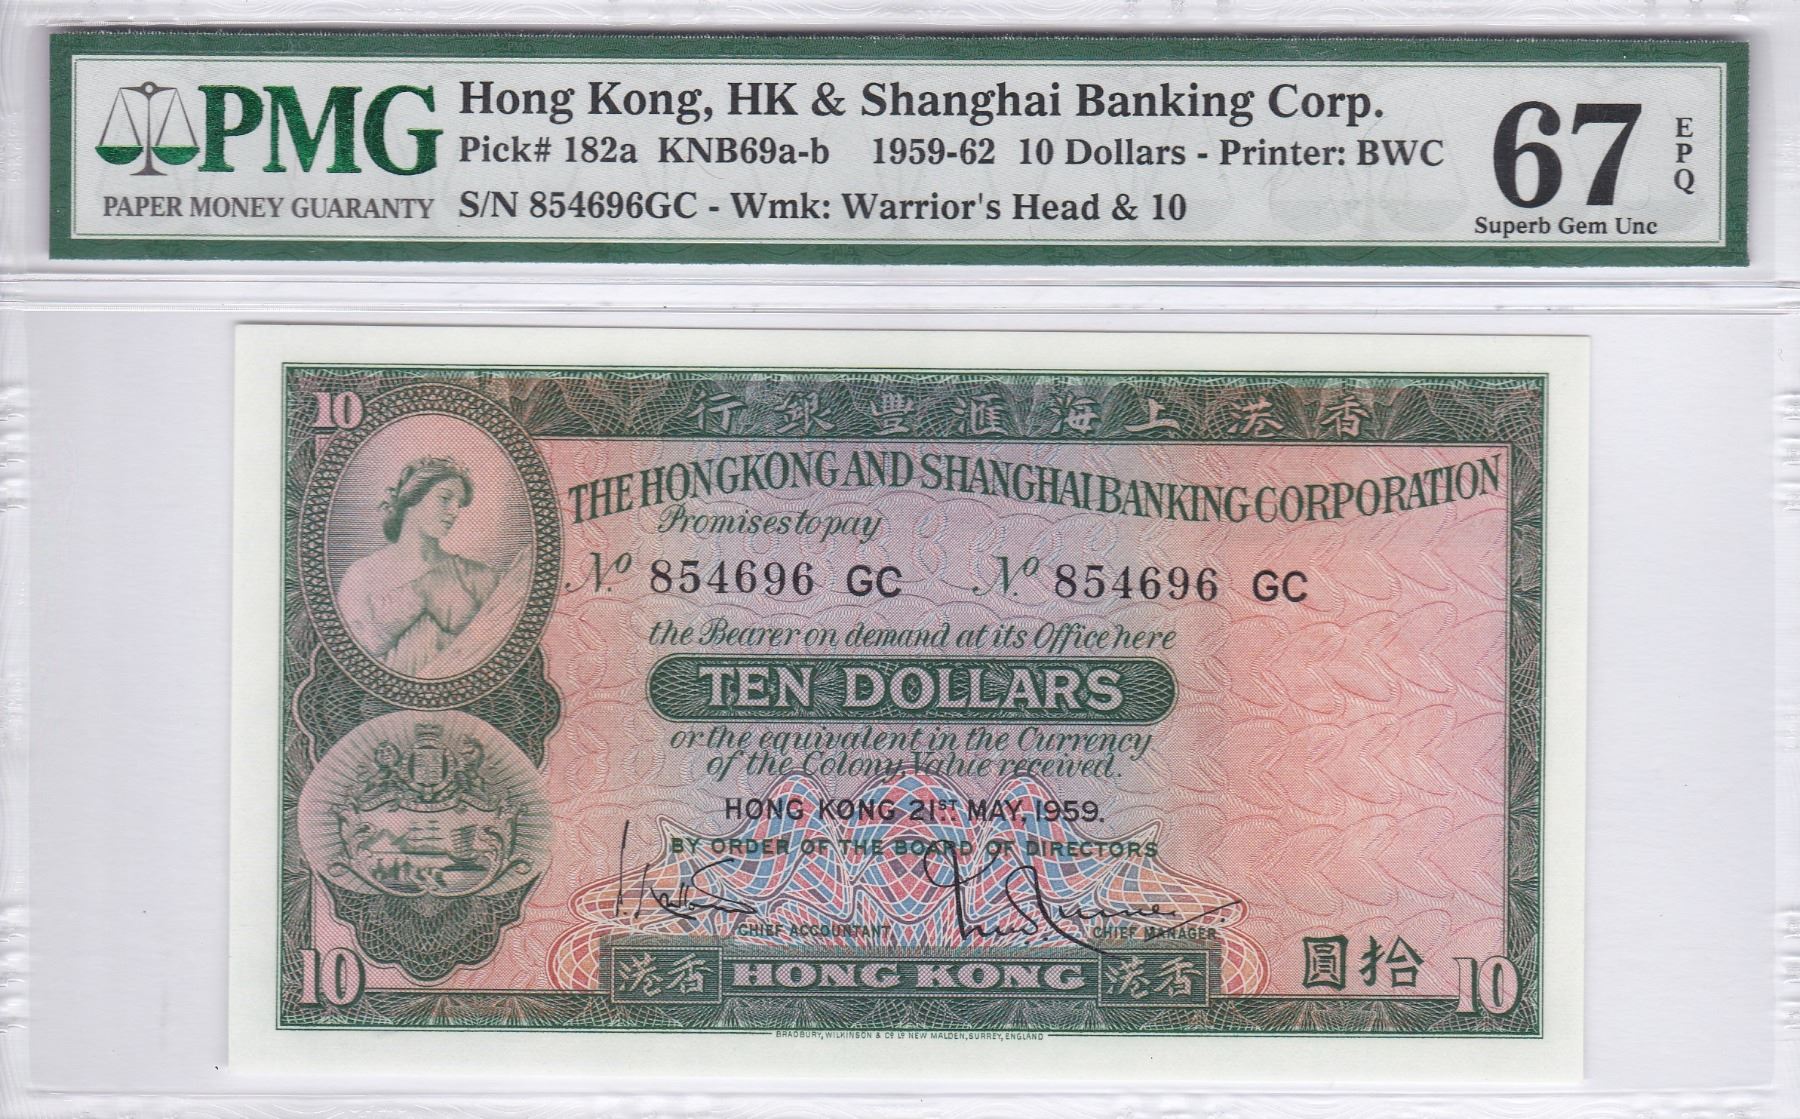 PMG
PAPER MONEY GUARANTY
Hong Kong, HK & Shanghai Banking Corp.
Pick# 182a KNB69a-b 1959-62 10 Dollars - Printer: BWC
S/N 854696GC - Wmk: Warrior's Head & 10
67
EPQ
Superb Gem Unc
10
行銀豐滙海上港香
THE HONGKONG AND SHANGHAI BANKING CORPORATION
Promises to pay
No. 854696 GC No. 854696 GC
the Bearer on demand at its Office here
TEN DOLLARS
or the equivalent in the Currency
of the Colony, Value received.
HONG KONG 21ST MAY, 1959.
BY ORDER OF THE BOARD OF DIRECTORS
CHIEF ACCOUNTANT CHIEF MANAGER
10 港香 HONG KONG 港香 圓拾 10
BRADBURY, WILKINSON & Co Ld NEW MALDEN, SURREY, ENGLAND